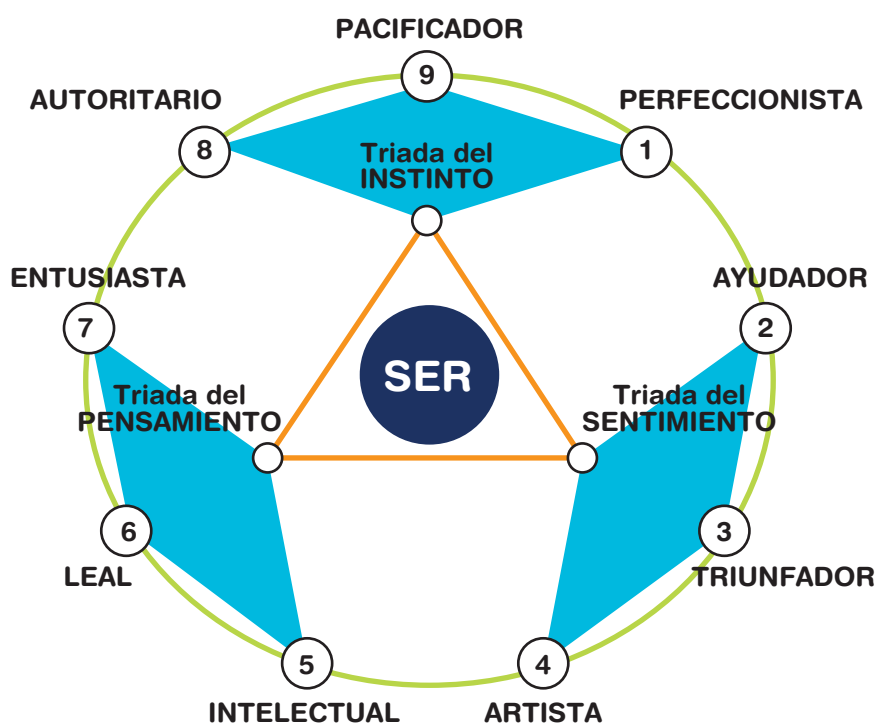 PACIFICADOR
9
AUTORITARIO
PERFECCIONISTA
8
1
Triada del
INSTINTO
ENTUSIASTA
AYUDADOR
7
2
SER
Triada del
PENSAMIENTO
Triada del
SENTIMIENTO
6
3
LEAL
TRIUNFADOR
5
4
INTELECTUAL
ARTISTA